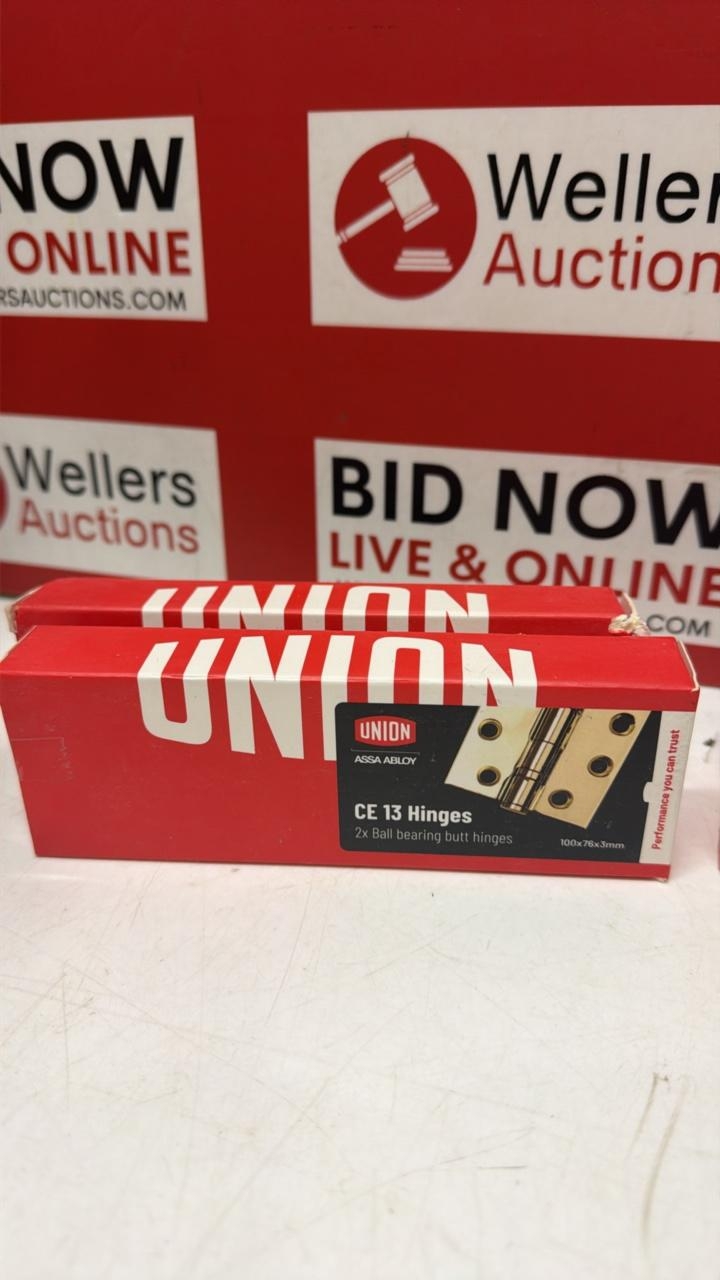 NOW
ONLINE
RSAUCTIONS.COM
Weller
Auction
Wellers
Auctions
BID NOW
LIVE & ONLINE
.COM
UNION
UNION
UNION
ASSA ABLOY
CE 13 Hinges
2x Ball bearing butt hinges
100x76x3mm
Performance you can trust